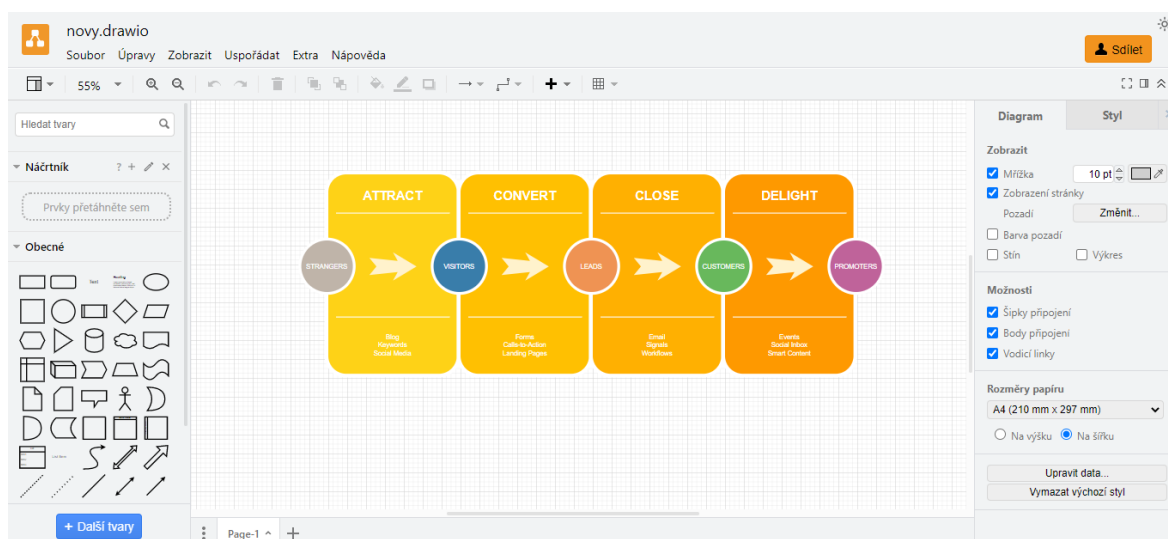 novy.drawio
Soubor Úpravy Zobrazit Uspořádat Extra Nápověda
Sdílet
55%
Hledat tvary
Náčrtník
?
Prvky přetáhněte sem
Obecné
Text
Heading
+ Další tvary
ATTRACT
CONVERT
CLOSE
DELIGHT
STRANGERS
VISITORS
LEADS
CUSTOMERS
PROMOTERS
Blog
Keywords
Social Media
Forms
Calls-to-Action
Landing Pages
Email
Signals
Workflows
Events
Social Inbox
Smart Content
Page-1
Diagram
Styl
Zobrazit
Mřížka
10 pt
Zobrazení stránky
Pozadí
Změnit...
Barva pozadí
Stín
Výkres
Možnosti
Šipky připojení
Body připojení
Vodicí linky
Rozměry papíru
A4 (210 mm x 297 mm)
Na výšku
Na šířku
Upravit data...
Vymazat výchozí styl